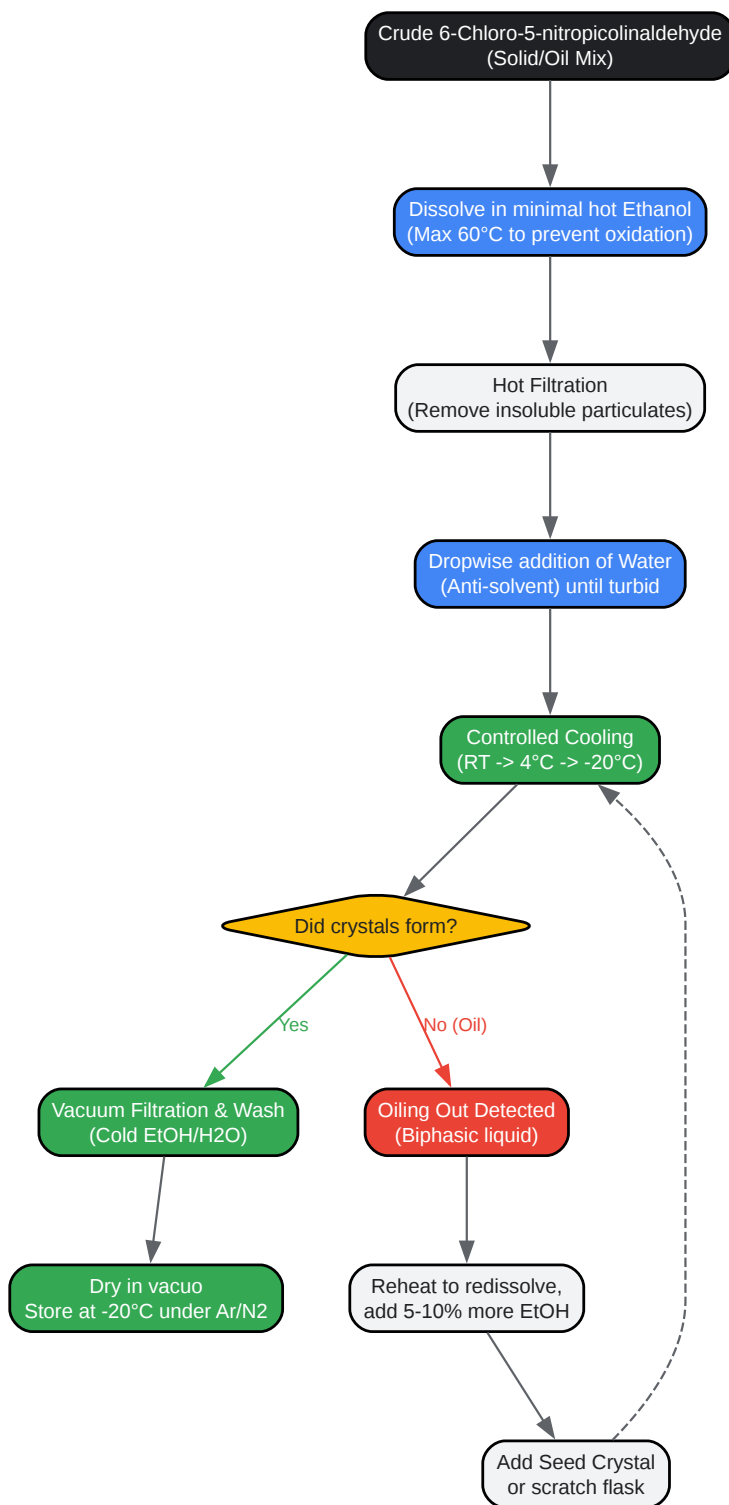 Crude 6-Chloro-5-nitropicolinaldehyde
(Solid/Oil Mix)
Dissolve in minimal hot Ethanol
(Max 60°C to prevent oxidation)
Hot Filtration
(Remove insoluble particulates)
Dropwise addition of Water
(Anti-solvent) until turbid
Controlled Cooling
(RT -> 4°C -> -20°C)
Did crystals form?
Yes
No (Oil)
Vacuum Filtration & Wash
(Cold EtOH/H2O)
Oiling Out Detected
(Biphasic liquid)
Dry in vacuo
Store at -20°C under Ar/N2
Reheat to redissolve,
add 5-10% more EtOH
Add Seed Crystal
or scratch flask